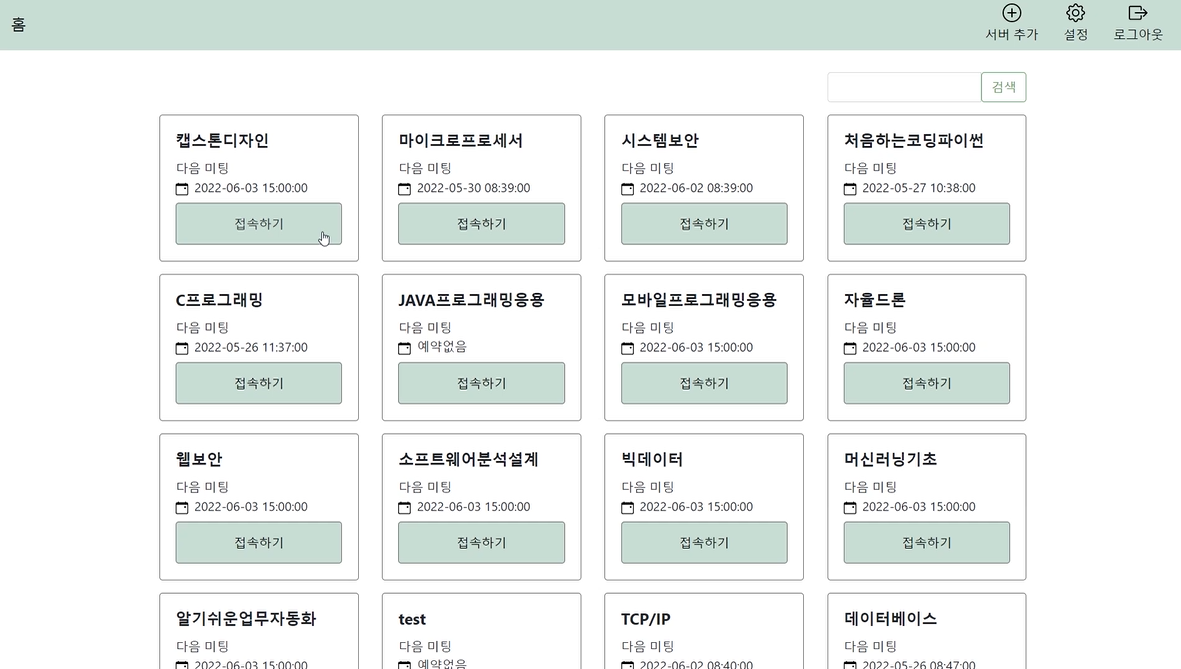 홈
서버 추가
설정
로그아웃
검색
캡스톤디자인
다음 미팅
2022-06-03 15:00:00
접속하기
마이크로프로세서
다음 미팅
2022-05-30 08:39:00
접속하기
시스템보안
다음 미팅
2022-06-02 08:39:00
접속하기
처음하는코딩파이썬
다음 미팅
2022-05-27 10:38:00
접속하기
C프로그래밍
다음 미팅
2022-05-26 11:37:00
접속하기
JAVA프로그래밍응용
다음 미팅
예약없음
접속하기
모바일프로그래밍응용
다음 미팅
2022-06-03 15:00:00
접속하기
자율드론
다음 미팅
2022-06-03 15:00:00
접속하기
웹보안
다음 미팅
2022-06-03 15:00:00
접속하기
소프트웨어분석설계
다음 미팅
2022-06-03 15:00:00
접속하기
빅데이터
다음 미팅
2022-06-03 15:00:00
접속하기
머신러닝기초
다음 미팅
2022-06-03 15:00:00
접속하기
알기쉬운업무자동화
다음 미팅
2022-06-03 15:00:00
test
다음 미팅
예약없음
TCP/IP
다음 미팅
2022-06-02 08:40:00
데이터베이스
다음 미팅
2022-05-26 08:47:00